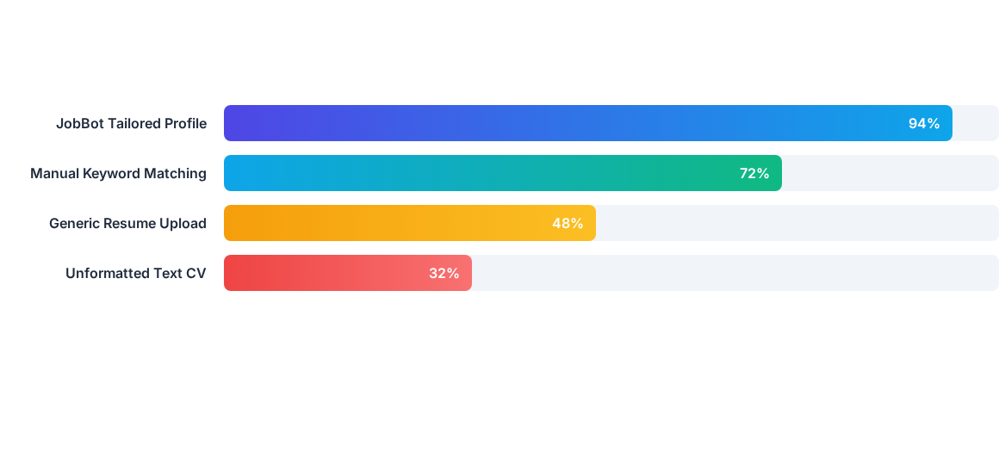 JobBot Tailored Profile 94%
Manual Keyword Matching 72%
Generic Resume Upload 48%
Unformatted Text CV 32%